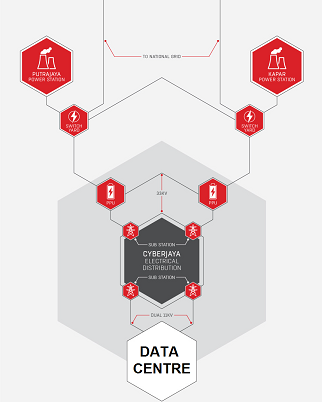 TO NATIONAL GRID
PUTRAJAYA
POWER STATION
KAPAR
POWER STATION
SWITCH
YARD
SWITCH
YARD
PPU
33KV
PPU
SUB STATION
CYBERJAYA
ELECTRICAL
DISTRIBUTION
SUB STATION
DUAL 11KV
DATA
CENTRE